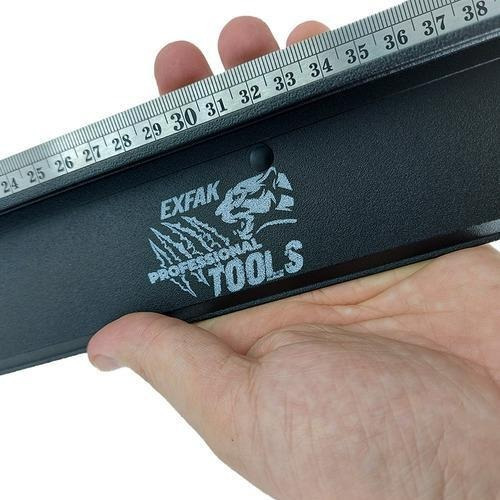 24 25 26 27 28 29 30 31 32 33 34 35 36 37 38
EXFAK
PROFESSIONAL
TOOLS